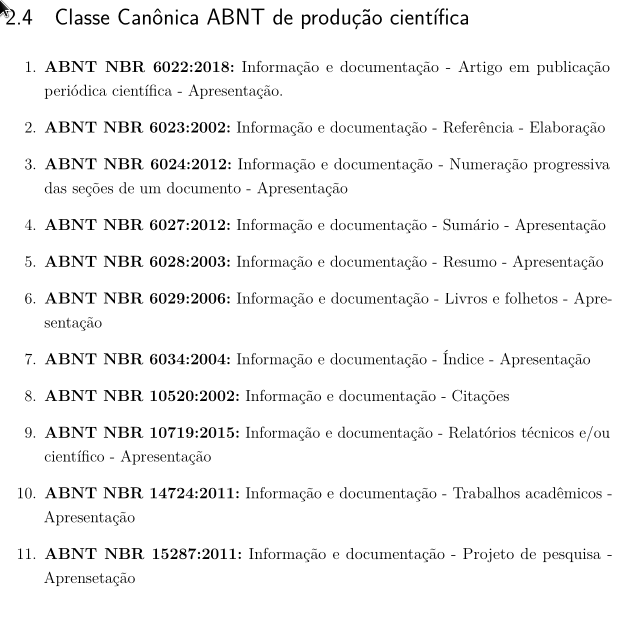 2.4 Classe Canônica ABNT de produção científica
1. ABNT NBR 6022:2018: Informação e documentação - Artigo em publicação
periódica científica - Apresentação.
2. ABNT NBR 6023:2002: Informação e documentação - Referência - Elaboração
3. ABNT NBR 6024:2012: Informação e documentação - Numeração progressiva
das seções de um documento - Apresentação
4. ABNT NBR 6027:2012: Informação e documentação - Sumário - Apresentação
5. ABNT NBR 6028:2003: Informação e documentação - Resumo - Apresentação
6. ABNT NBR 6029:2006: Informação e documentação - Livros e folhetos - Apre-
sentação
7. ABNT NBR 6034:2004: Informação e documentação - Índice - Apresentação
8. ABNT NBR 10520:2002: Informação e documentação - Citações
9. ABNT NBR 10719:2015: Informação e documentação - Relatórios técnicos e/ou
científico - Apresentação
10. ABNT NBR 14724:2011: Informação e documentação - Trabalhos acadêmicos -
Apresentação
11. ABNT NBR 15287:2011: Informação e documentação - Projeto de pesquisa -
Aprensetação